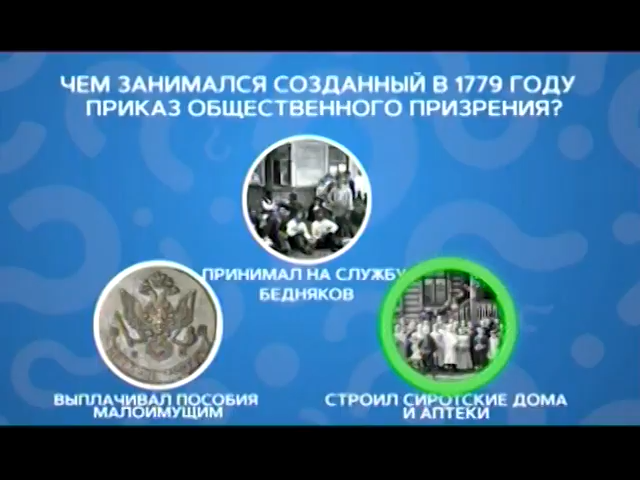 ЧЕМ ЗАНИМАЛСЯ СОЗДАННЫЙ В 1779 ГОДУ
ПРИКАЗ ОБЩЕСТВЕННОГО ПРИЗРЕНИЯ?
ПРИНИМАЛ НА СЛУЖБУ
БЕДНЯКОВ
ВЫПЛАЧИВАЛ ПОСОБИЯ
МАЛОИМУЩИМ
СТРОИЛ СИРОТСКИЕ ДОМА
И АПТЕКИ